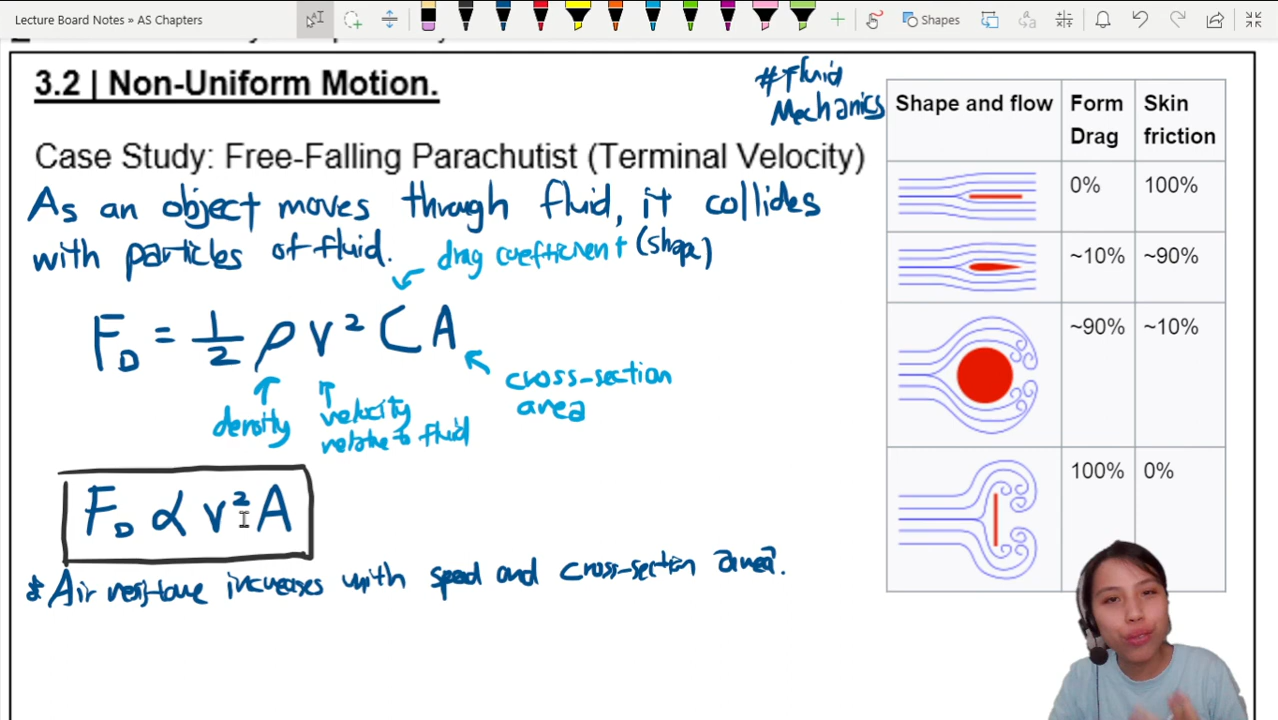 Lecture Board Notes » AS Chapters
Shapes
3.2 | Non-Uniform Motion.
#Fluid
Mechanics
Case Study: Free-Falling Parachutist (Terminal Velocity)
As an object moves through fluid, it collides
with particles of fluid.
drag coefficient (shape)
F_D = 1/2 ρ v² C A
density
velocity
relate to fluid
cross-section
area
F_D ∝ v² A
* Air resistance increases with speed and cross-section area.
Shape and flow Form Drag Skin friction
0% 100%
~10% ~90%
~90% ~10%
100% 0%